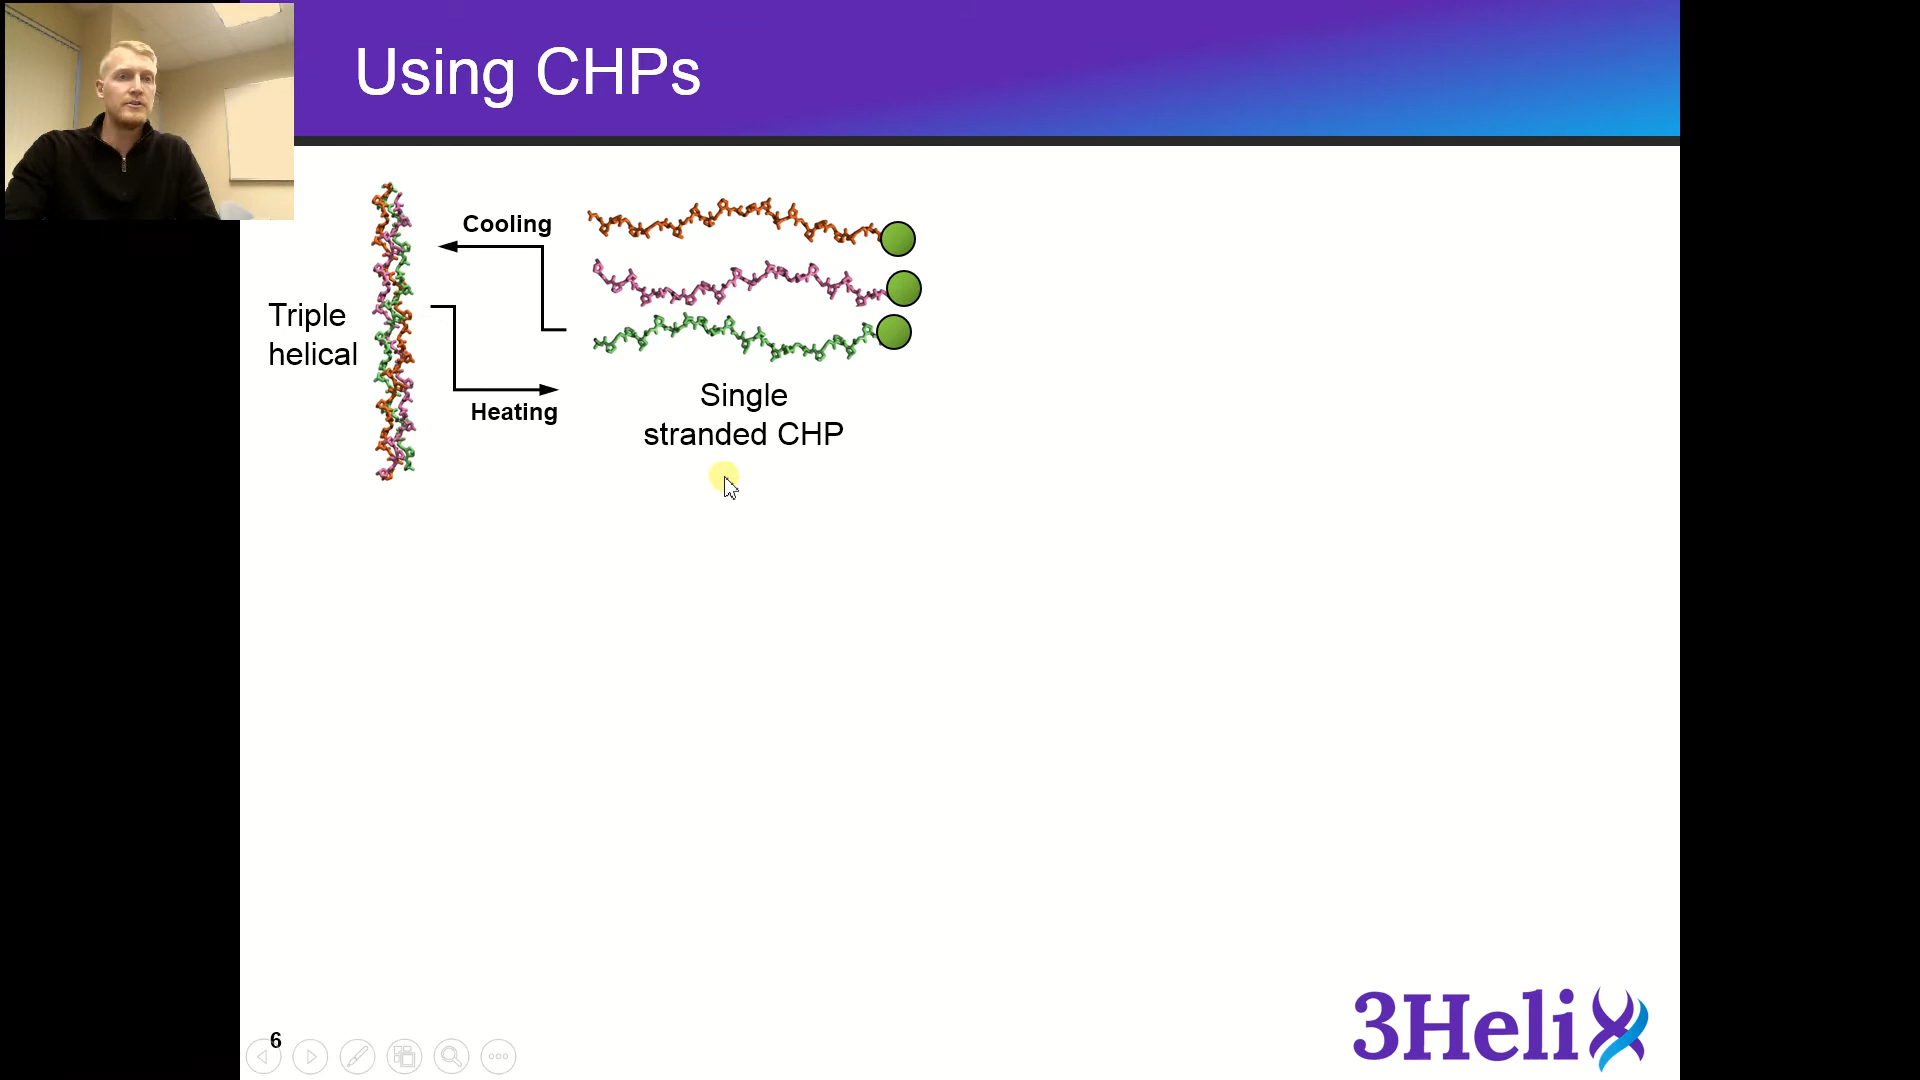 Using CHPs
Cooling
Triple
helical
Heating
Single
stranded CHP
6
3Helix